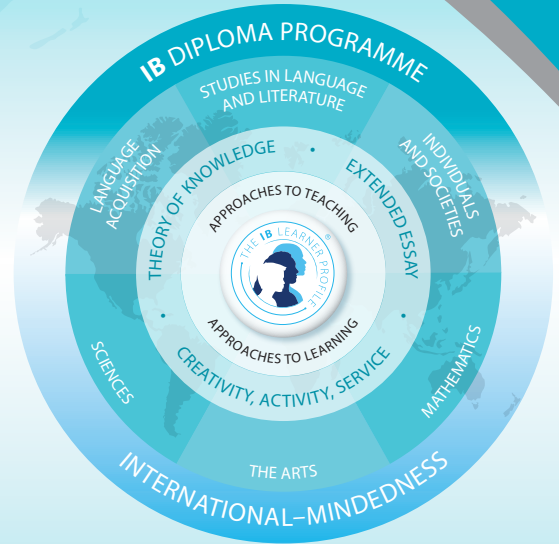 IB DIPLOMA PROGRAMME
STUDIES IN LANGUAGE
AND LITERATURE
LANGUAGE
ACQUISITION
INDIVIDUALS
AND SOCIETIES
THEORY OF KNOWLEDGE
•
EXTENDED ESSAY
APPROACHES TO TEACHING
THE IB LEARNER PROFILE
®
APPROACHES TO LEARNING
•
•
CREATIVITY, ACTIVITY, SERVICE
SCIENCES
MATHEMATICS
THE ARTS
INTERNATIONAL–MINDEDNESS